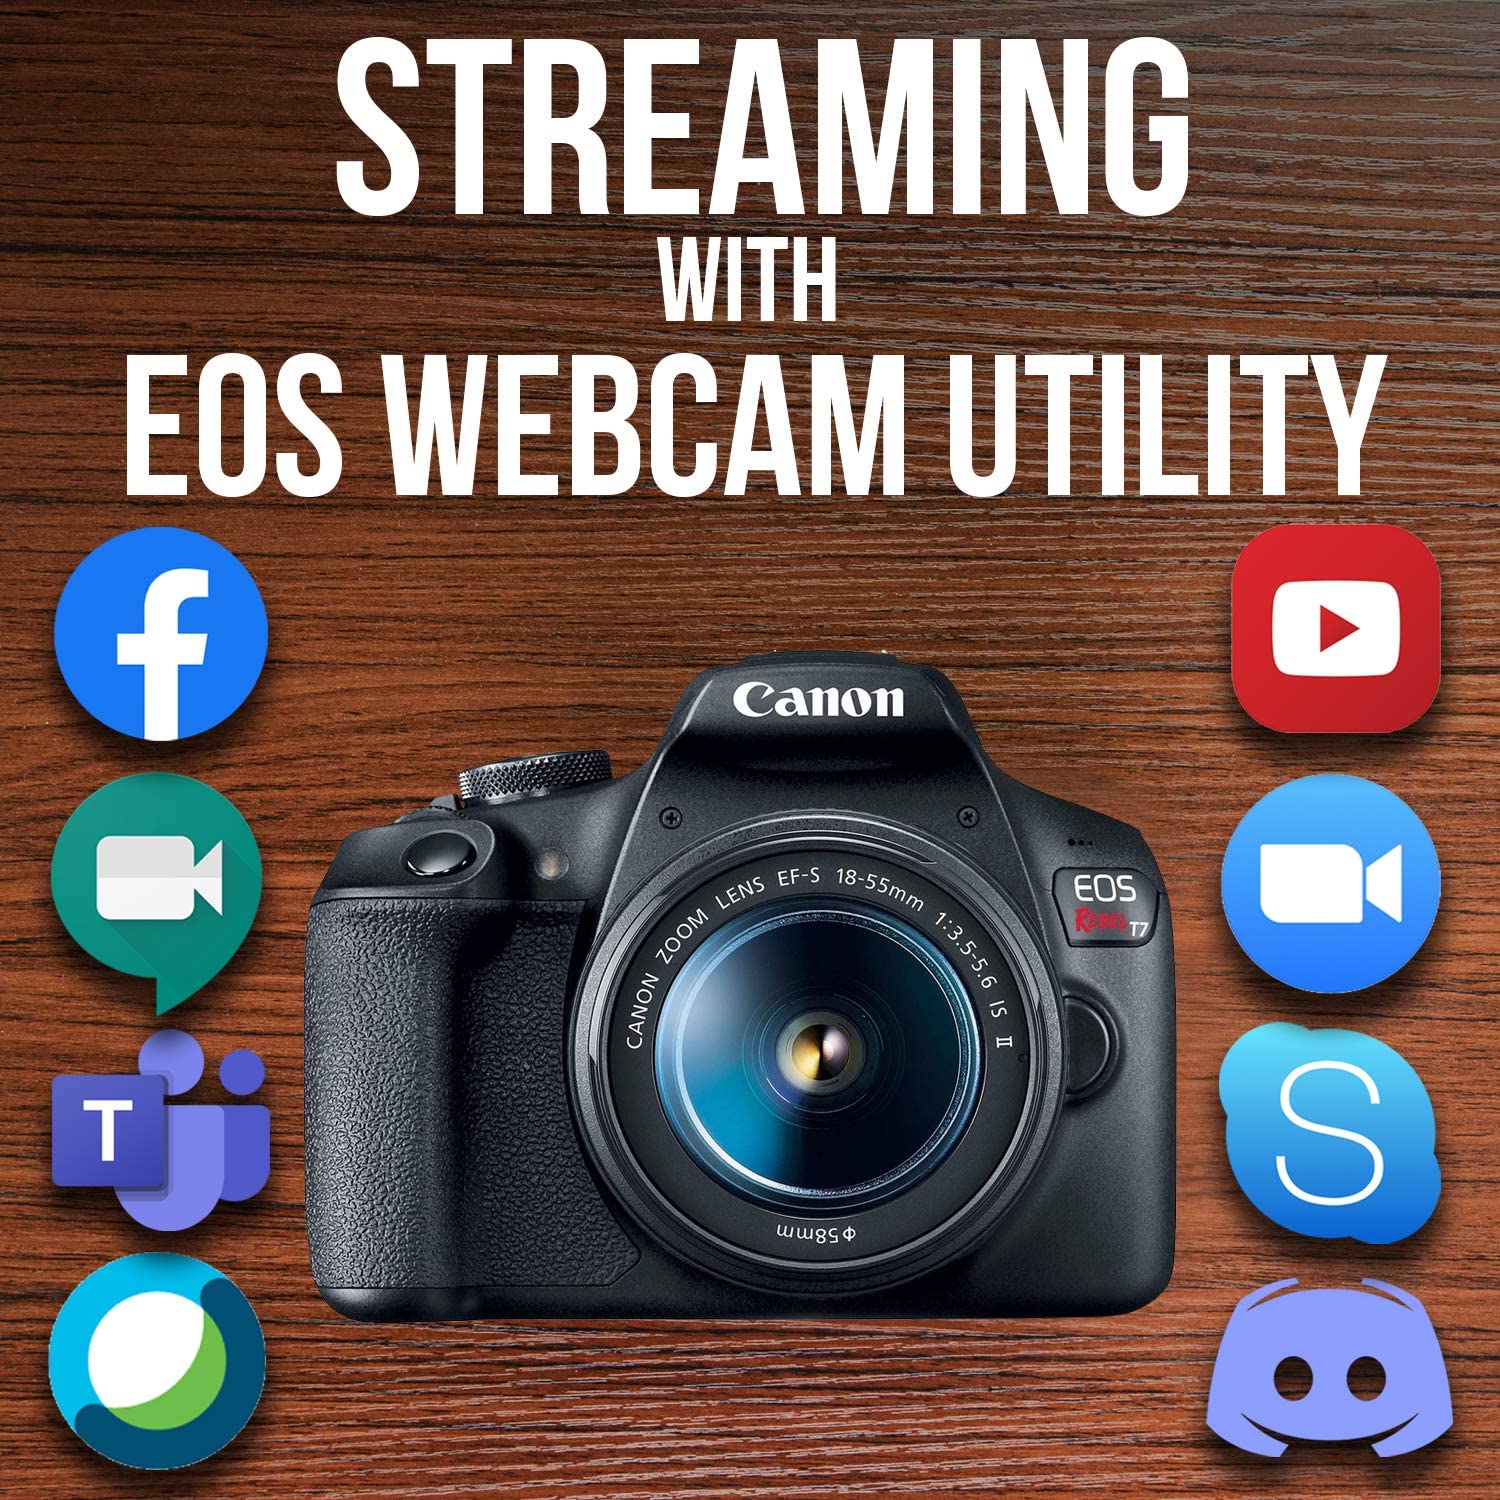 STREAMING
WITH
EOS WEBCAM UTILITY
Canon
EOS
REBEL T7
CANON ZOOM LENS EF-S 18-55mm 1:3.5-5.6 IS II
Φ58mm
T